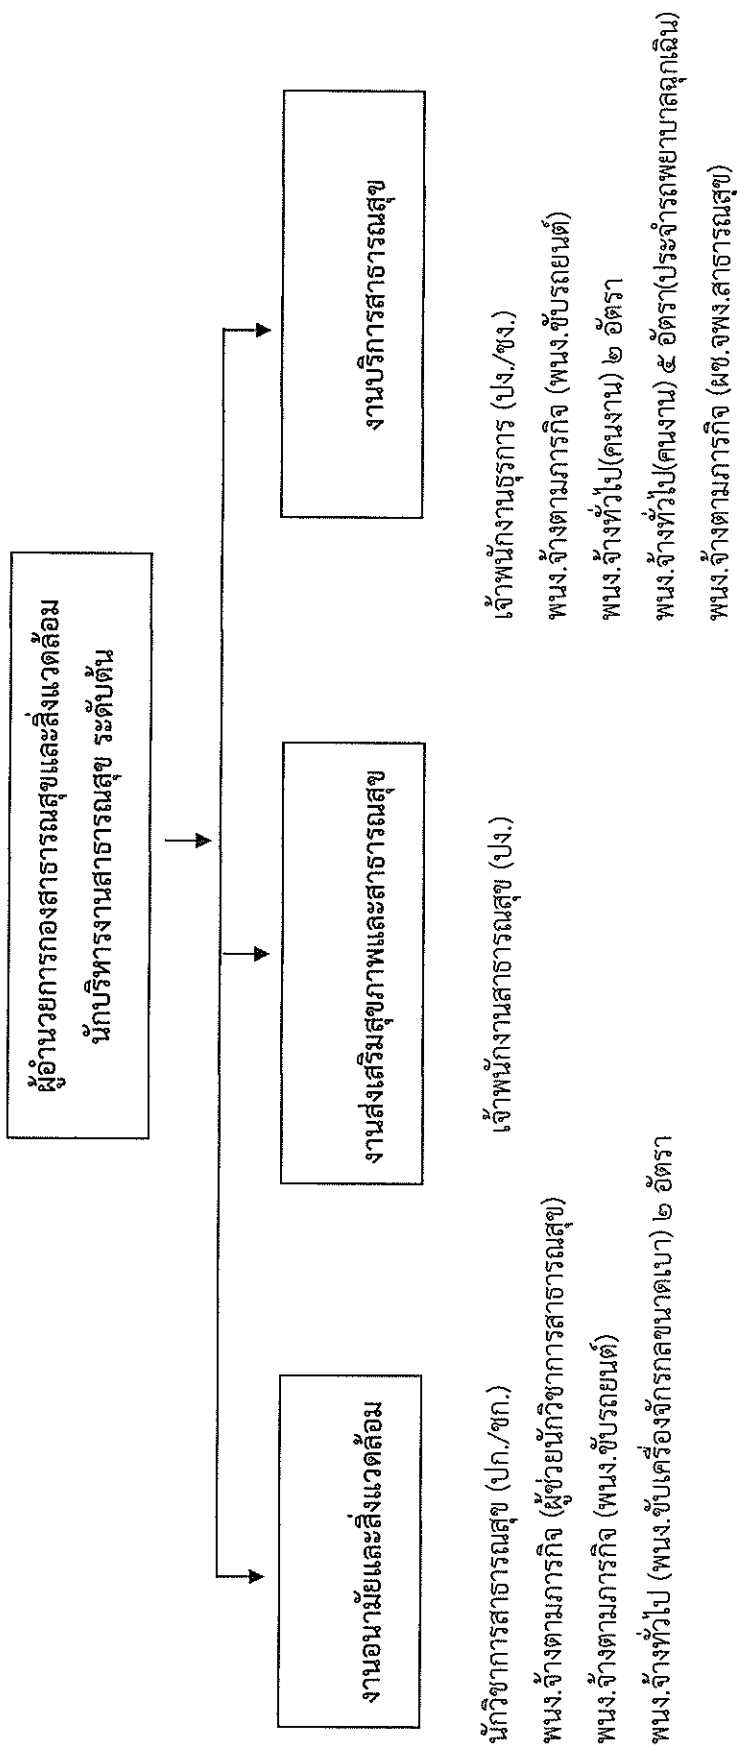 ผู้อำนวยการกองสาธารณสุขและสิ่งแวดล้อม
นักบริหารงานสาธารณสุข ระดับต้น
งานอนามัยและสิ่งแวดล้อม
นักวิชาการสาธารณสุข (ปก./ชก.)
พนง.จ้างตามภารกิจ (ผู้ช่วยนักวิชาการสาธารณสุข)
พนง.จ้างตามภารกิจ (พนง.ขับรถยนต์)
พนง.จ้างทั่วไป (พนง.ขับเครื่องจักรกลขนาดเบา) ๒ อัตรา
งานส่งเสริมสุขภาพและสาธารณสุข
เจ้าพนักงานสาธารณสุข (ปง.)
งานบริการสาธารณสุข
เจ้าพนักงานธุรการ (ปง./ชง.)
พนง.จ้างตามภารกิจ (พนง.ขับรถยนต์)
พนง.จ้างทั่วไป(คนงาน) ๒ อัตรา
พนง.จ้างทั่วไป(คนงาน) ๕ อัตรา(ประจำรถพยาบาลฉุกเฉิน)
พนง.จ้างตามภารกิจ (ผช.จพง.สาธารณสุข)